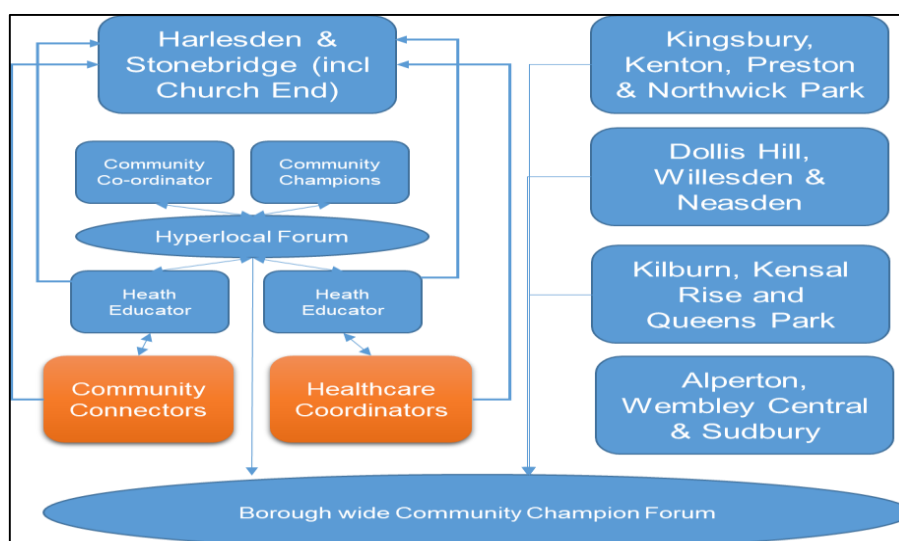 Harlesden &
Stonebridge (incl
Church End)
Kingsbury,
Kenton, Preston
& Northwick Park
Community
Co-ordinator
Community
Champions
Dollis Hill,
Willesden &
Neasden
Hyperlocal Forum
Heath
Educator
Heath
Educator
Kilburn, Kensal
Rise and
Queens Park
Community
Connectors
Healthcare
Coordinators
Alperton,
Wembley Central
& Sudbury
Borough wide Community Champion Forum